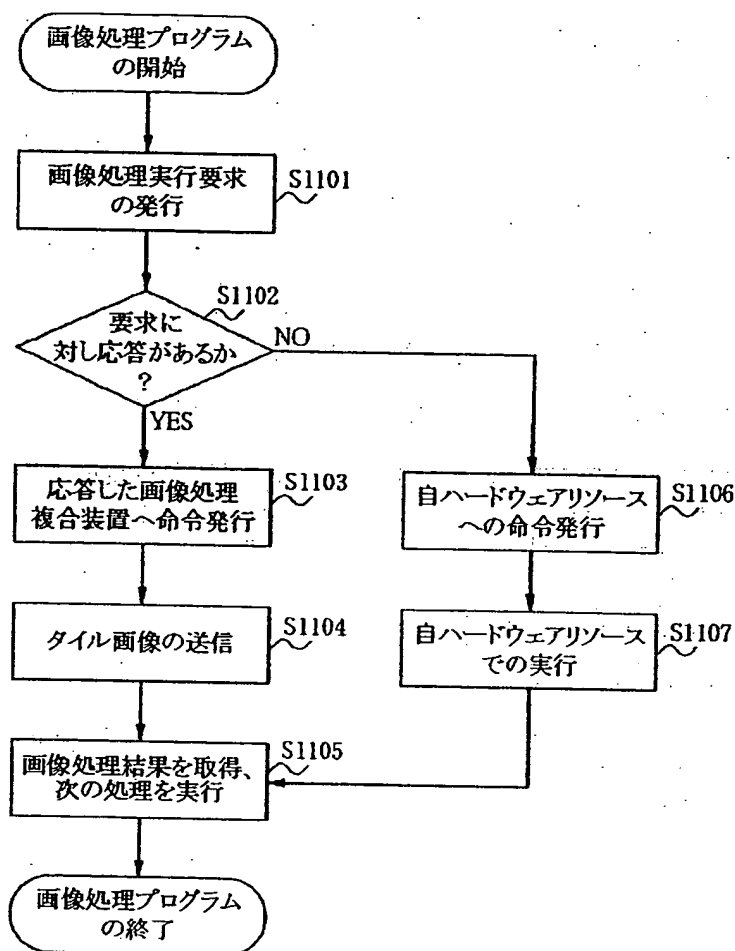 画像処理プログラム
の開始
画像処理実行要求
の発行
S1101
S1102
要求に
対し応答があるか
?
NO
YES
応答した画像処理
複合装置へ命令発行
S1103
自ハードウェアリソース
への命令発行
S1106
タイル画像の送信
S1104
自ハードウェアリソース
での実行
S1107
画像処理結果を取得、
次の処理を実行
S1105
画像処理プログラム
の終了